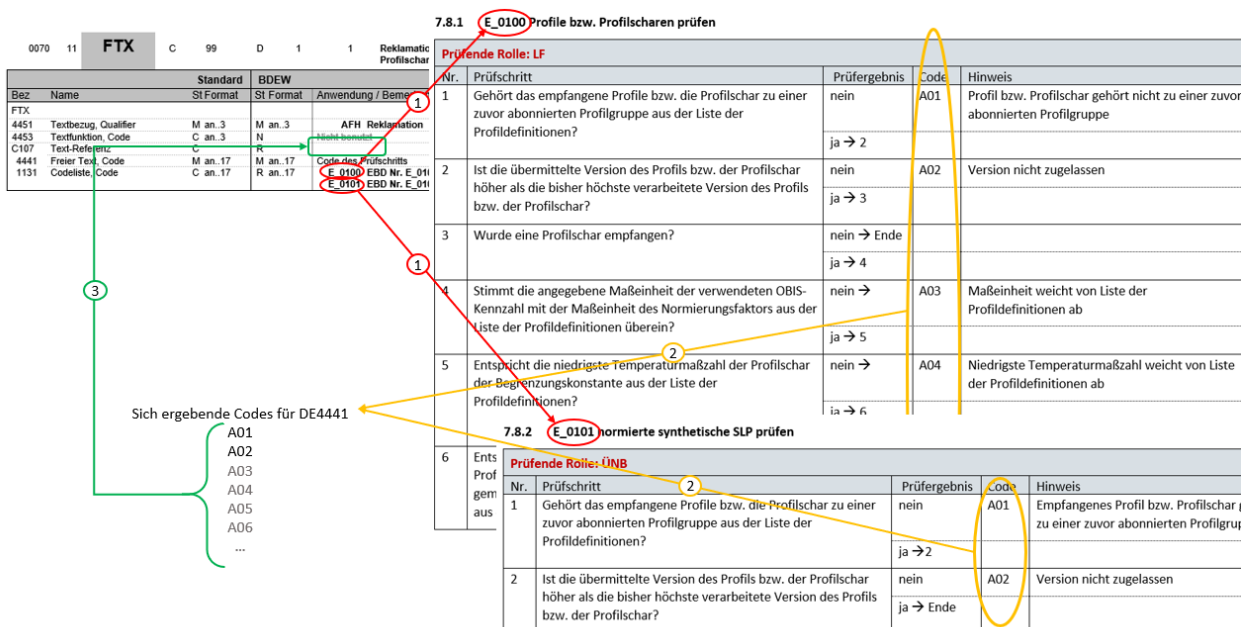 0070 11 FTX C 99 D 1 1 Reklamatio
Profilschar
Standard BDEW
Bez Name St Format St Format Anwendung / Bemerk
FTX
4451 Textbezug, Qualifier M an..3 M an..3 AFH Reklamation
4453 Textfunktion, Code C an..3 N Nicht benutzt
C107 Text-Referenz C R
4441 Freier Text, Code M an..17 M an..17 Code des Prüfschritts
1131 Codeliste, Code C an..17 R an..17 E_0100 EBD Nr. E_010
E_0101 EBD Nr. E_010
1
1
2
2
3
Sich ergebende Codes für DE4441
A01
A02
A03
A04
A05
A06
...
7.8.1 E_0100 Profile bzw. Profilscharen prüfen
Prüfende Rolle: LF
Nr. Prüfschritt Prüfergebnis Code Hinweis
1 Gehört das empfangene Profile bzw. die Profilschar zu einer nein A01 Profil bzw. Profilschar gehört nicht zu einer zuvor
zuvor abonnierten Profilgruppe aus der Liste der abonnierten Profilgruppe
Profildefinitionen?
ja → 2
2 Ist die übermittelte Version des Profils bzw. der Profilschar nein A02 Version nicht zugelassen
höher als die bisher höchste verarbeitete Version des Profils
bzw. der Profilschar? ja → 3
3 Wurde eine Profilschar empfangen? nein → Ende
ja → 4
4 Stimmt die angegebene Maßeinheit der verwendeten OBIS- nein → A03 Maßeinheit weicht von Liste der
Kennzahl mit der Maßeinheit des Normierungsfaktors aus der Profildefinitionen ab
Liste der Profildefinitionen überein? ja → 5
5 Entspricht die niedrigste Temperaturmaßzahl der Profilschar nein → A04 Niedrigste Temperaturmaßzahl weicht von Liste
der Begrenzungskonstante aus der Liste der der Profildefinitionen ab
Profildefinitionen?
ja → 6
6 Ents
Prof
gem
aus
7.8.2 E_0101 normierte synthetische SLP prüfen
Prüfende Rolle: ÜNB
Nr. Prüfschritt Prüfergebnis Code Hinweis
1 Gehört das empfangene Profile bzw. die Profilschar zu einer nein A01 Empfangenes Profil bzw. Profilschar g
zuvor abonnierten Profilgruppe aus der Liste der zu einer zuvor abonnierten Profilgrup
Profildefinitionen?
ja →2
2 Ist die übermittelte Version des Profils bzw. der Profilschar nein A02 Version nicht zugelassen
höher als die bisher höchste verarbeitete Version des Profils
bzw. der Profilschar? ja → Ende